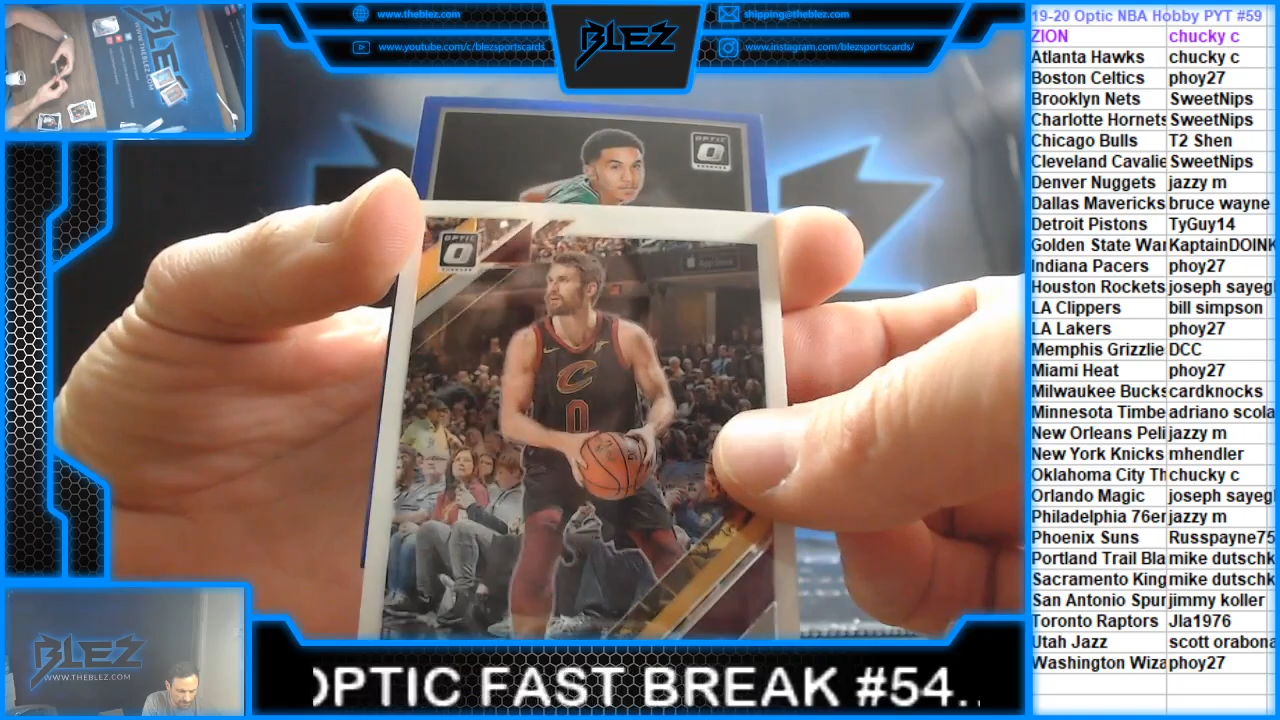 www.theblez.com
shipping@theblez.com
www.youtube.com/c/blezsportscards
www.instagram.com/blezsportscards/
BLEZ
19-20 Optic NBA Hobby PYT #59
ZION chucky c
Atlanta Hawks chucky c
Boston Celtics phoy27
Brooklyn Nets SweetNips
Charlotte Hornets SweetNips
Chicago Bulls T2 Shen
Cleveland Cavalie SweetNips
Denver Nuggets jazzy m
Dallas Mavericks bruce wayne
Detroit Pistons TyGuy14
Golden State War KaptainDOINK
Indiana Pacers phoy27
Houston Rockets joseph sayeg
LA Clippers bill simpson
LA Lakers phoy27
Memphis Grizzlie DCC
Miami Heat phoy27
Milwaukee Bucks cardknocks
Minnesota Timbe adriano scola
New Orleans Peli jazzy m
New York Knicks mhendler
Oklahoma City Th chucky c
Orlando Magic joseph sayeg
Philadelphia 76er jazzy m
Phoenix Suns Russpayne75
Portland Trail Bla mike dutschk
Sacramento King mike dutschk
San Antonio Spur jimmy koller
Toronto Raptors Jla1976
Utah Jazz scott orabona
Washington Wiza phoy27
OPTIC
OPTIC
App Store
C
0
BLEZ
WWW.THEBLEZ.COM
OPTIC FAST BREAK #54..